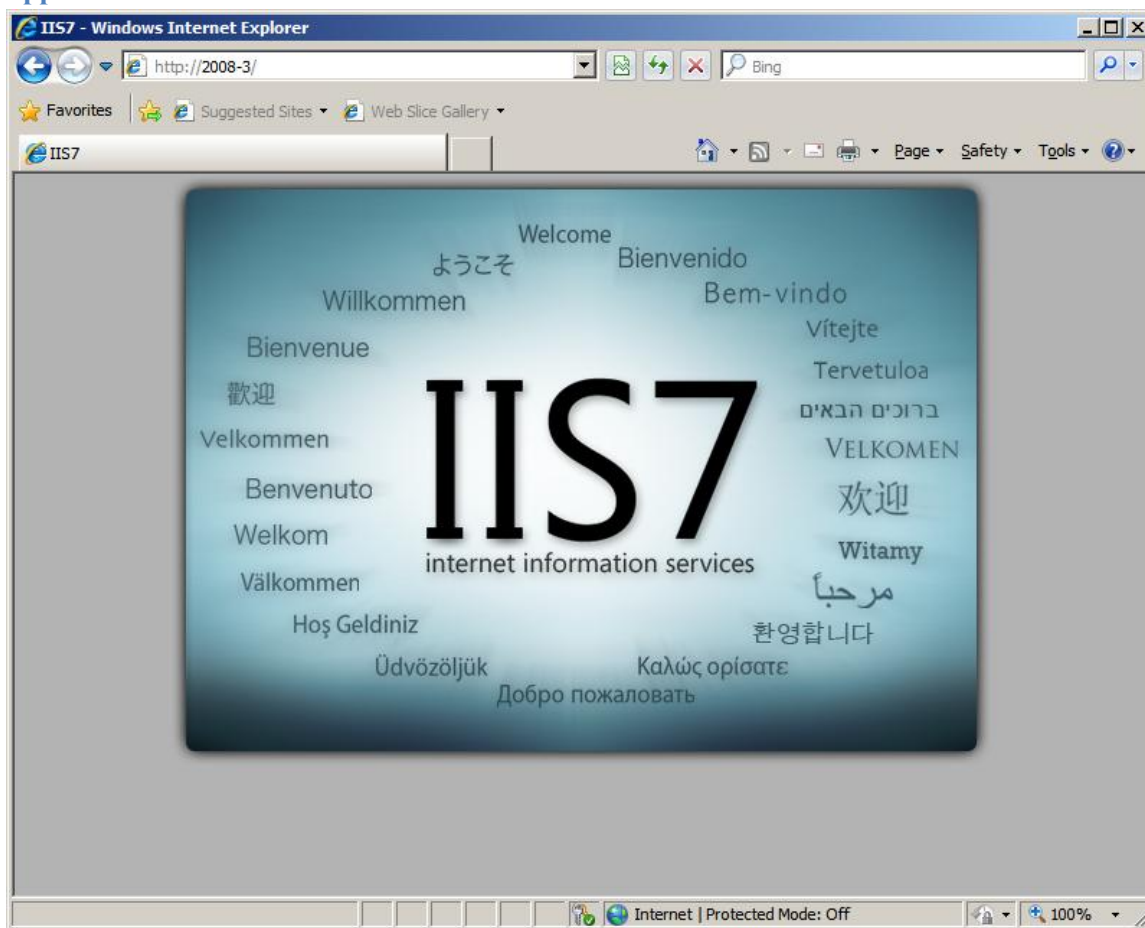 IIS7 - Windows Internet Explorer
http://2008-3/
Bing
Favorites Suggested Sites Web Slice Gallery
IIS7 Page Safety Tools
Welcome
ようこそ Bienvenido
Willkommen Bem-vindo
Vítejte
Bienvenue
Tervetuloa
歡迎
ברוכים הבאים
Velkommen VELKOMEN
Benvenuto
欢迎
IIS7
Welkom
Witamy
internet information services
Välkommen
مرحباً
Hoş Geldiniz
환영합니다
Üdvözöljük Καλώς ορίσατε
Добро пожаловать
Internet | Protected Mode: Off 100%